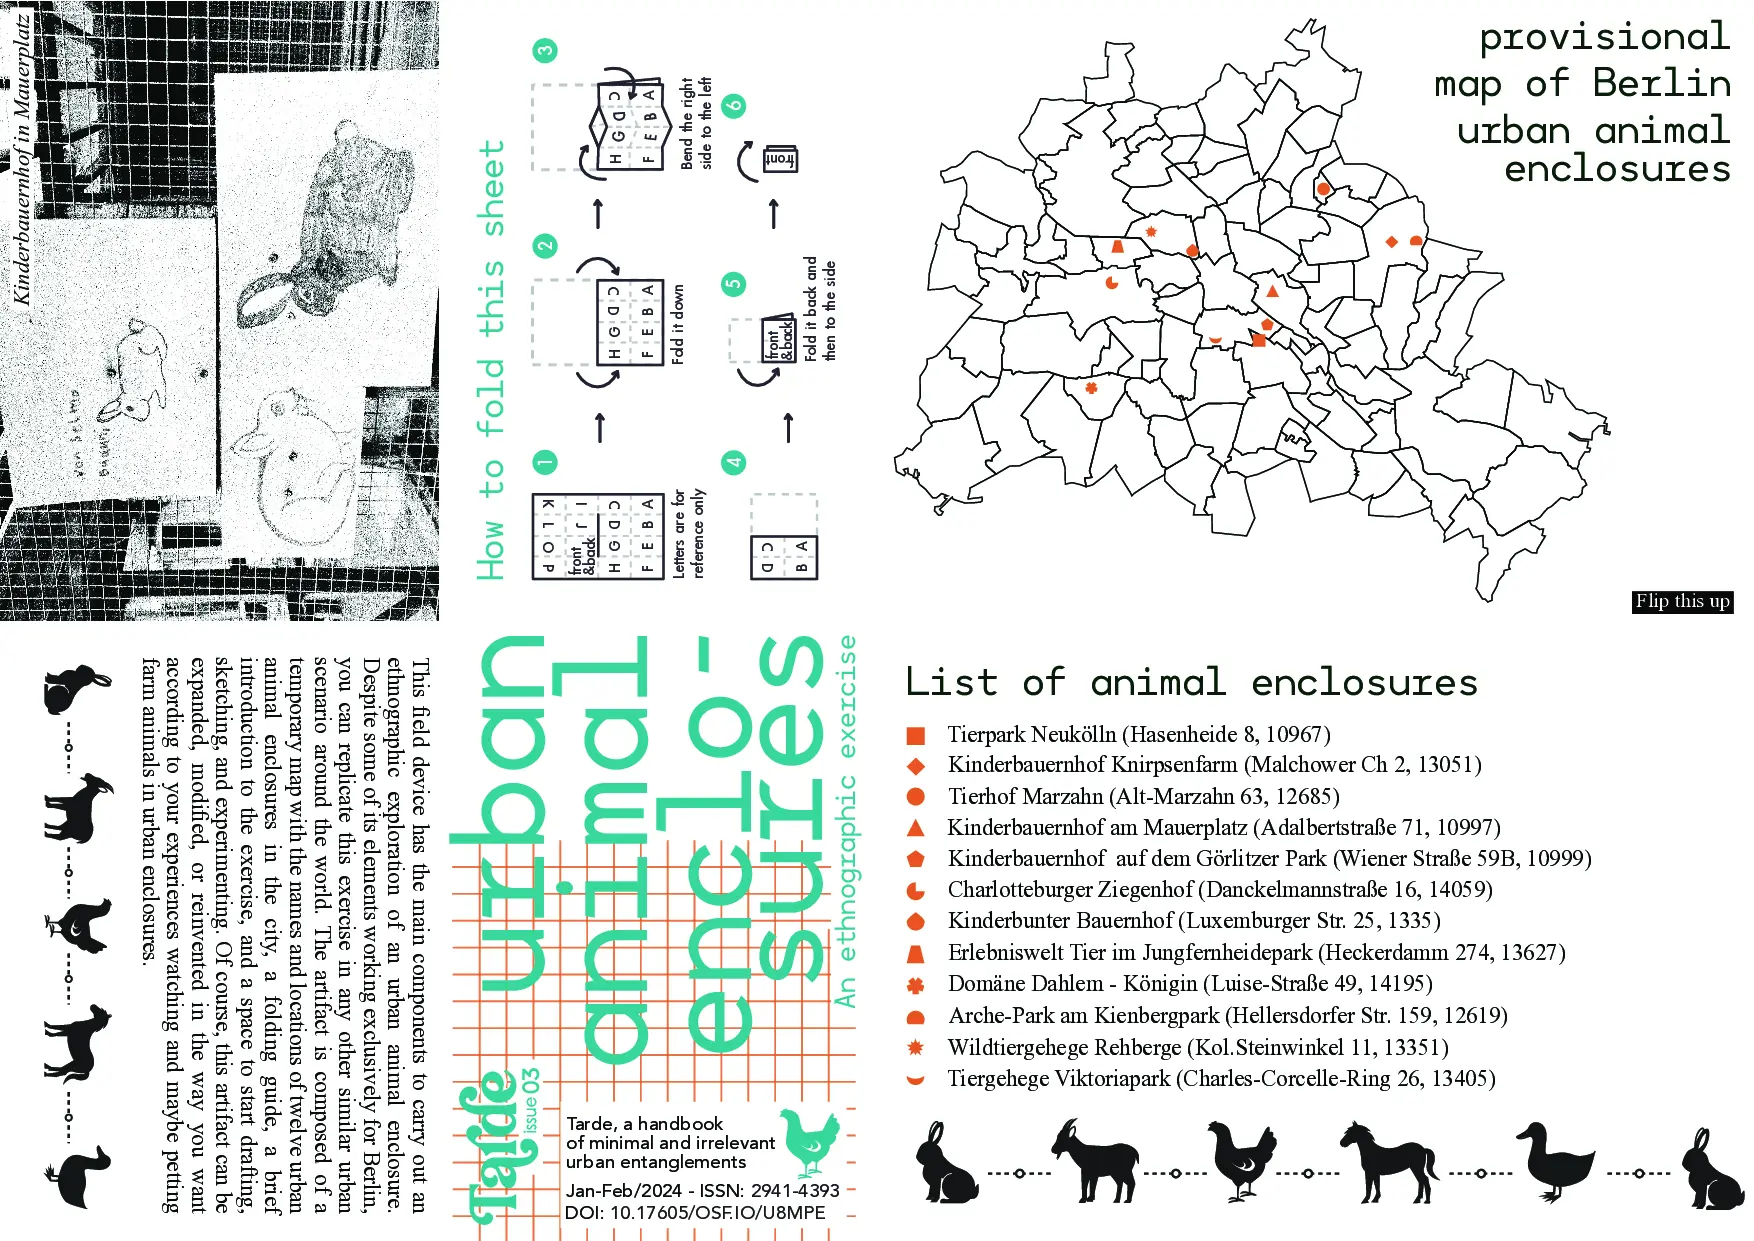 Kinderbauernhof in Mauerplatz
How to fold this sheet
1
K L O P
I J front
&back
C D G H
A B E F
Letters are for
reference only
2
C D G H
A B E F
Fold it down
3
C D G H
A B E F
Bend the right
side to the left
4
C D
A B
5
front
&back
Fold it back and
then to the side
6
front
provisional
map of Berlin
urban animal
enclosures
Flip this up
This field device has the main components to carry out an
ethnographic exploration of an urban animal enclosure.
Despite some of its elements working exclusively for Berlin,
you can replicate this exercise in any other similar urban
scenario around the world. The artifact is composed of a
temporary map with the names and locations of twelve urban
animal enclosures in the city, a folding guide, a brief
introduction to the exercise, and a space to start drafting,
sketching, and experimenting. Of course, this artifact can be
expanded, modified, or reinvented in the way you want
according to your experiences watching and maybe petting
farm animals in urban enclosures.
urban
animal
enclo-
sures
An ethnographic exercise
Tarde
issue 03
Tarde, a handbook
of minimal and irrelevant
urban entanglements
Jan-Feb/2024 - ISSN: 2941-4393
DOI: 10.17605/OSF.IO/U8MPE
List of animal enclosures
Tierpark Neukölln (Hasenheide 8, 10967)
Kinderbauernhof Knirpsenfarm (Malchower Ch 2, 13051)
Tierhof Marzahn (Alt-Marzahn 63, 12685)
Kinderbauernhof am Mauerplatz (Adalbertstraße 71, 10997)
Kinderbauernhof auf dem Görlitzer Park (Wiener Straße 59B, 10999)
Charlotteburger Ziegenhof (Danckelmannstraße 16, 14059)
Kinderbunter Bauernhof (Luxemburger Str. 25, 1335)
Erlebniswelt Tier im Jungfernheidepark (Heckerdamm 274, 13627)
Domäne Dahlem - Königin (Luise-Straße 49, 14195)
Arche-Park am Kienbergpark (Hellersdorfer Str. 159, 12619)
Wildtiergehege Rehberge (Kol.Steinwinkel 11, 13351)
Tiergehege Viktoriapark (Charles-Corcelle-Ring 26, 13405)